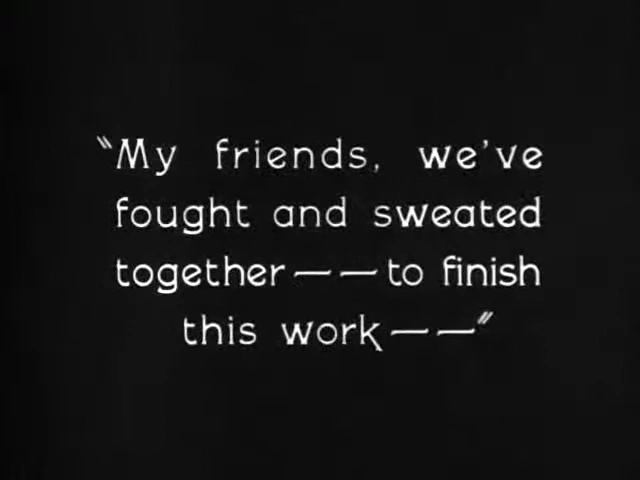 "My friends, we've
fought and sweated
together——to finish
this work——"